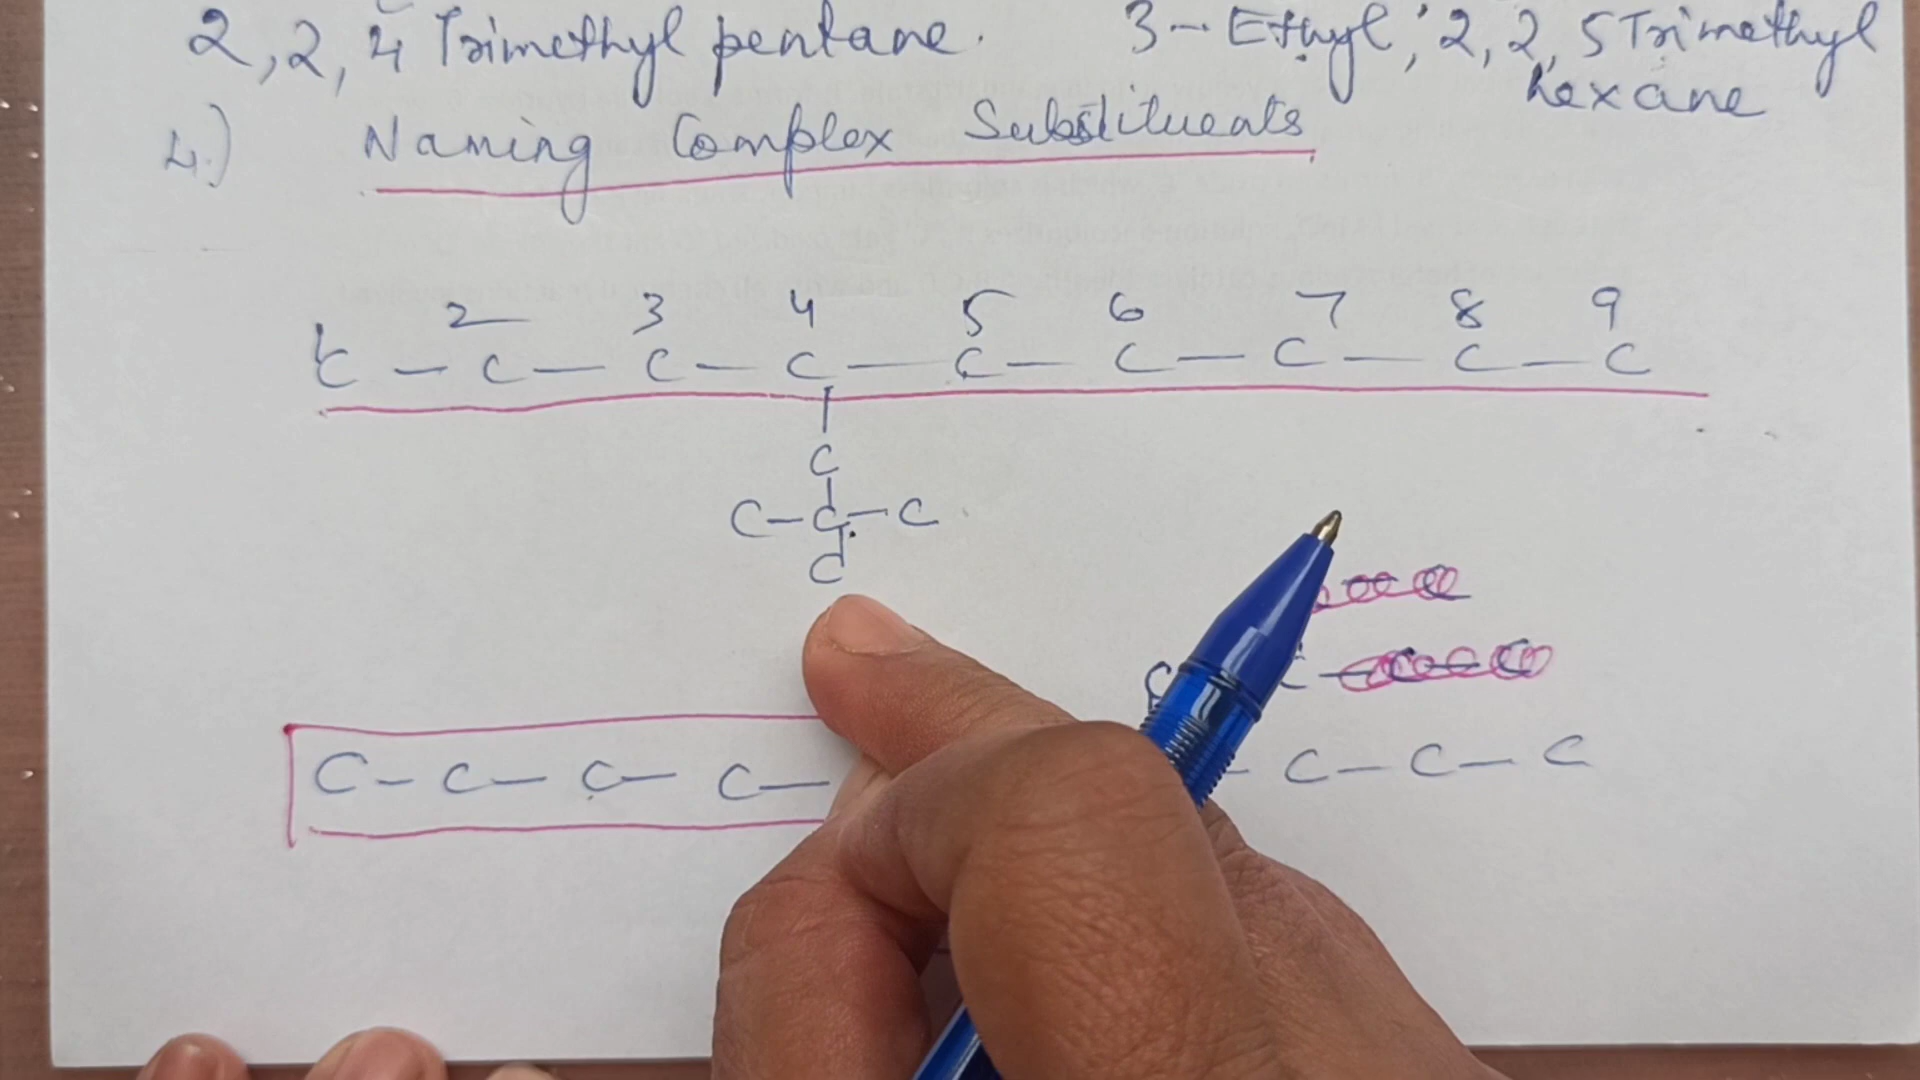 2,2,4 Trimethyl pentane. 3-Ethyl, 2,2,5 Trimethyl
hexane
4.) Naming Complex Substituents
1 2 3 4 5 6 7 8 9
C - C - C - C - C - C - C - C - C
|
C
|
C - C - C
|
C
C - C - C - C - - C - C - C